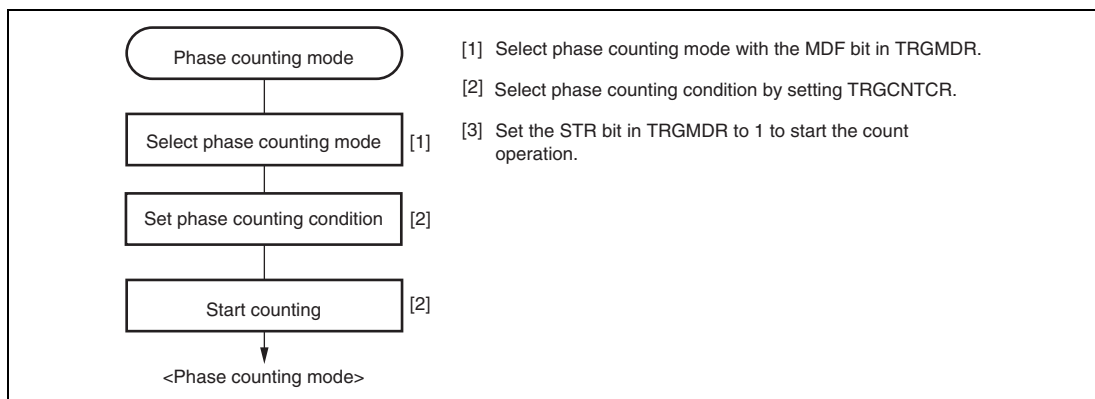 Phase counting mode
Select phase counting mode [1]
Set phase counting condition [2]
Start counting [2]
<Phase counting mode>
[1] Select phase counting mode with the MDF bit in TRGMDR.
[2] Select phase counting condition by setting TRGCNTCR.
[3] Set the STR bit in TRGMDR to 1 to start the count
operation.